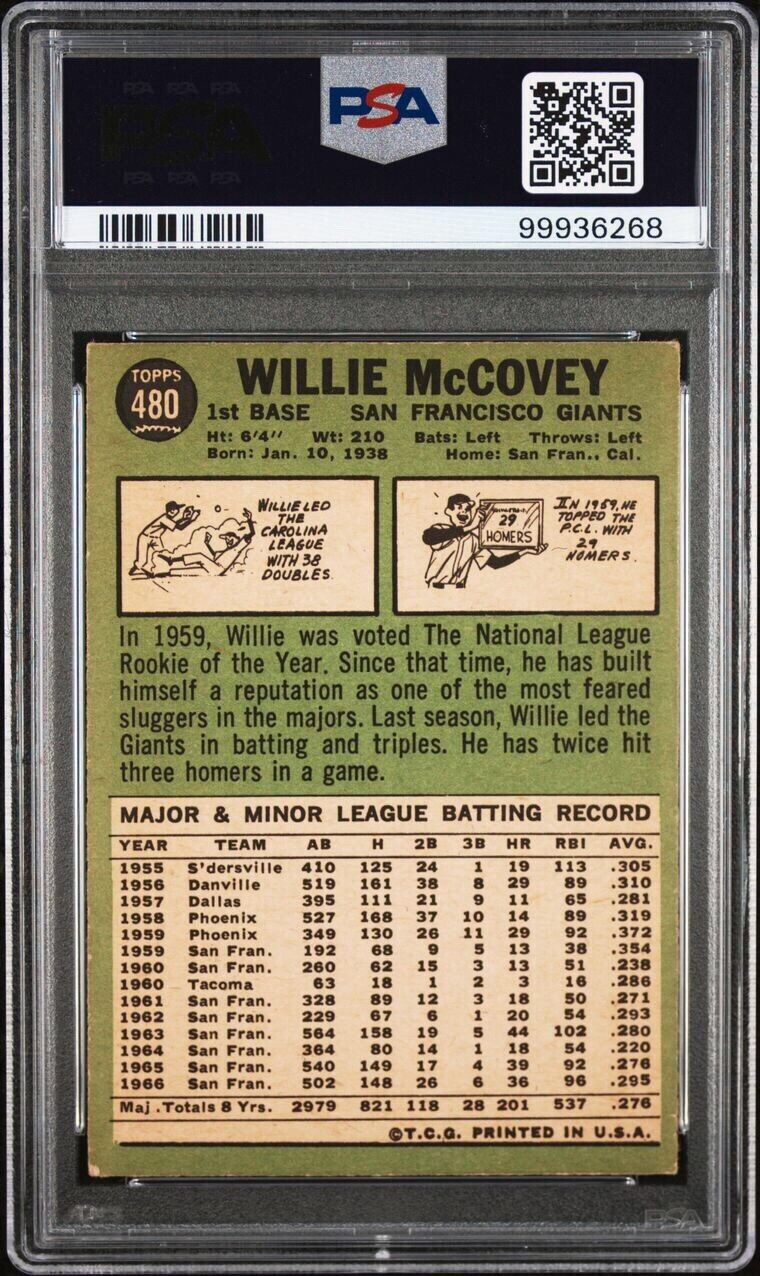 PSA PSA PSA
PSA
PSA PSA PSA
PSA
99936268
TOPPS
480
WILLIE McCOVEY
1st BASE SAN FRANCISCO GIANTS
Ht: 6'4" Wt: 210 Bats: Left Throws: Left
Born: Jan. 10, 1938 Home: San Fran., Cal.
WILLIE LED
THE
CAROLINA
LEAGUE
WITH 38
DOUBLES
29
HOMERS
IN 1959, HE
TOPPED THE
P.C.L. WITH
29
HOMERS.
In 1959, Willie was voted The National League
Rookie of the Year. Since that time, he has built
himself a reputation as one of the most feared
sluggers in the majors. Last season, Willie led the
Giants in batting and triples. He has twice hit
three homers in a game.
MAJOR & MINOR LEAGUE BATTING RECORD
YEAR TEAM AB H 2B 3B HR RBI AVG.
1955 S'dersville 410 125 24 1 19 113 .305
1956 Danville 519 161 38 8 29 89 .310
1957 Dallas 395 111 21 9 11 65 .281
1958 Phoenix 527 168 37 10 14 89 .319
1959 Phoenix 349 130 26 11 29 92 .372
1959 San Fran. 192 68 9 5 13 38 .354
1960 San Fran. 260 62 15 3 13 51 .238
1960 Tacoma 63 18 1 2 3 16 .286
1961 San Fran. 328 89 12 3 18 50 .271
1962 San Fran. 229 67 6 1 20 54 .293
1963 San Fran. 564 158 19 5 44 102 .280
1964 San Fran. 364 80 14 1 18 54 .220
1965 San Fran. 540 149 17 4 39 92 .276
1966 San Fran. 502 148 26 6 36 96 .295
Maj. Totals 8 Yrs. 2979 821 118 28 201 537 .276
©T.C.G. PRINTED IN U.S.A.
PSA